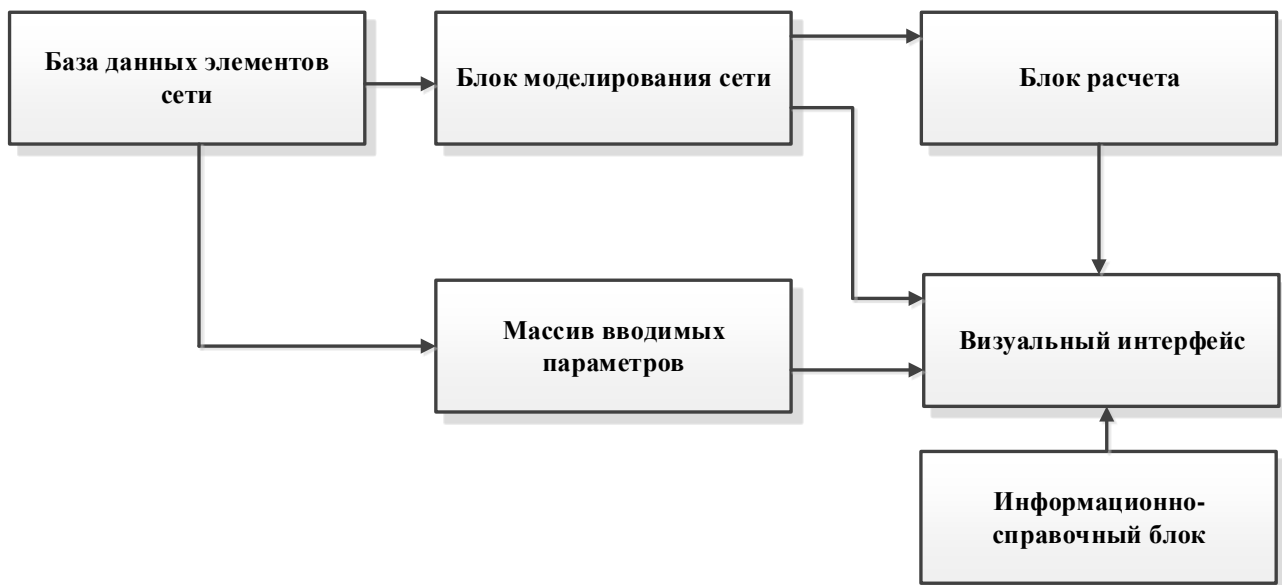 База данных элементов
сети
Блок моделирования сети
Блок расчета
Массив вводимых
параметров
Визуальный интерфейс
Информационно-
справочный блок